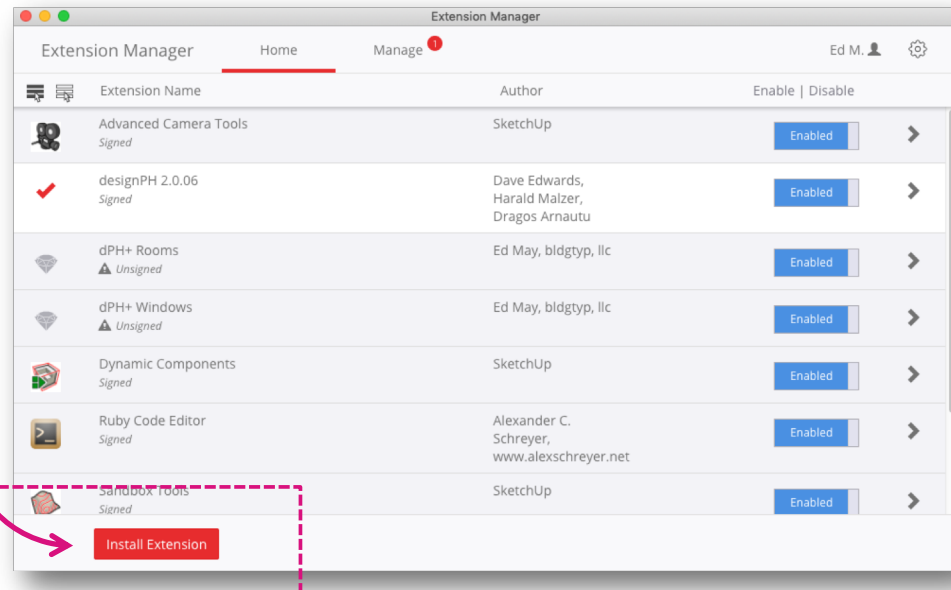 Extension Manager
Extension Manager Home Manage 1 Ed M.
Extension Name Author Enable | Disable
Advanced Camera Tools SketchUp
Signed
Enabled
designPH 2.0.06 Dave Edwards,
Signed Harald Malzer,
Dragos Arnautu
Enabled
dPH+ Rooms Ed May, bldgtyp, llc
Unsigned
Enabled
dPH+ Windows Ed May, bldgtyp, llc
Unsigned
Enabled
Dynamic Components SketchUp
Signed
Enabled
Ruby Code Editor Alexander C.
Signed Schreyer,
www.alexschreyer.net
Enabled
Sandbox Tools SketchUp
Signed
Enabled
Install Extension